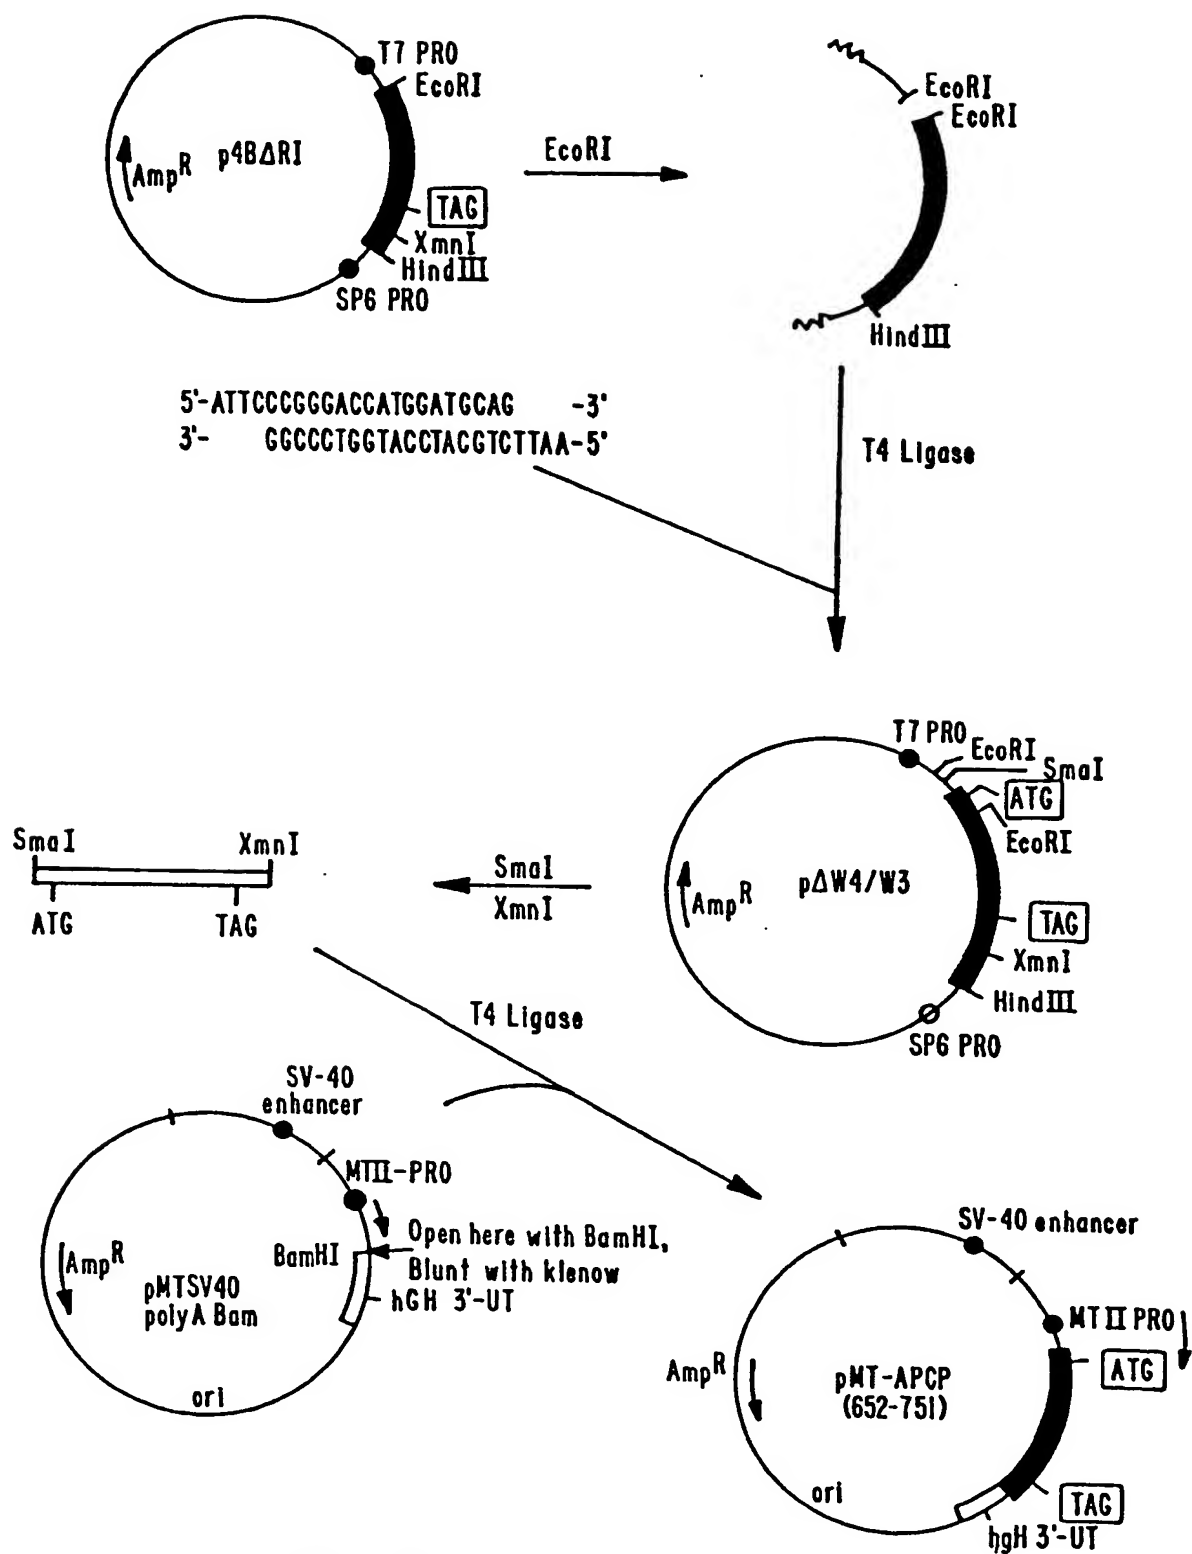 T7 PRO
EcoRI
p4BΔRI
AmpR
TAG
XmnI
HindIII
SP6 PRO
EcoRI
EcoRI
EcoRI
HindIII
5'-ATTCCCGGGACCATGGATGCAG -3'
3'- GGCCCTGGTACCTACGTCTTAA-5'
T4 Ligase
T7 PRO
EcoRI
SmaI
ATG
EcoRI
pΔW4/W3
AmpR
TAG
XmnI
HindIII
SP6 PRO
SmaI
XmnI
SmaI
XmnI
ATG
TAG
T4 Ligase
SV-40
enhancer
MTII-PRO
BamHI
Open here with BamHI,
Blunt with klenow
AmpR
pMTSV40
polyA Bam
hGH 3'-UT
ori
SV-40 enhancer
MTII PRO
ATG
AmpR
pMT-APCP
(652-751)
ori
TAG
hgH 3'-UT